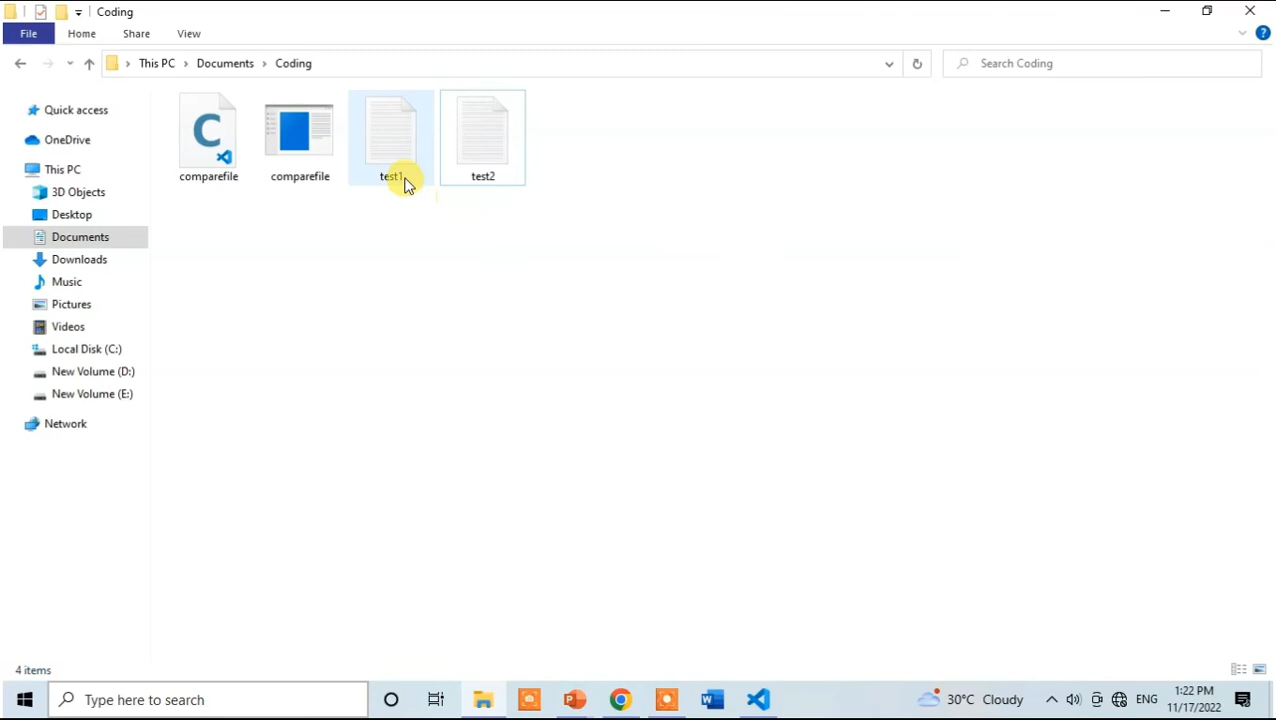 Coding
File Home Share View
This PC Documents Coding
Search Coding
Quick access
OneDrive
This PC
3D Objects
Desktop
Documents
Downloads
Music
Pictures
Videos
Local Disk (C:)
New Volume (D:)
New Volume (E:)
Network
C
comparefile comparefile test1 test2
4 items
Type here to search
30°C Cloudy
ENG
1:22 PM
11/17/2022